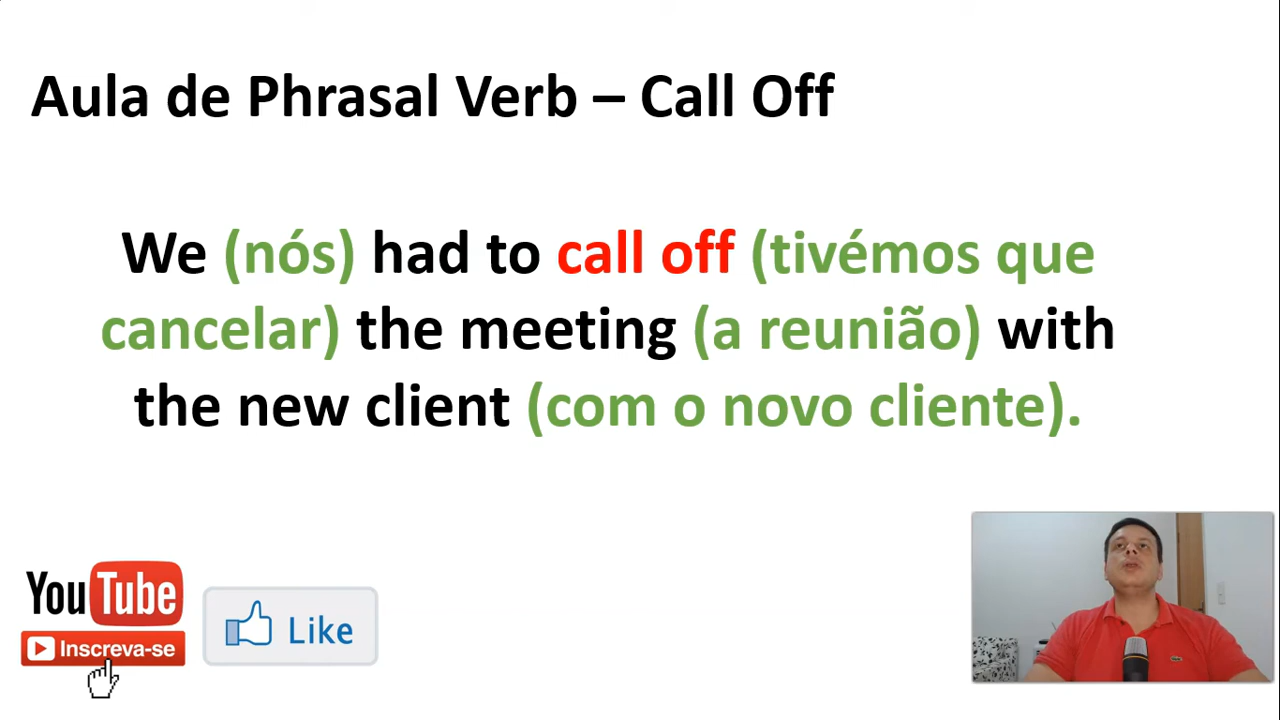 Aula de Phrasal Verb – Call Off
We (nós) had to call off (tivémos que
cancelar) the meeting (a reunião) with
the new client (com o novo cliente).
YouTube
Inscreva-se
Like